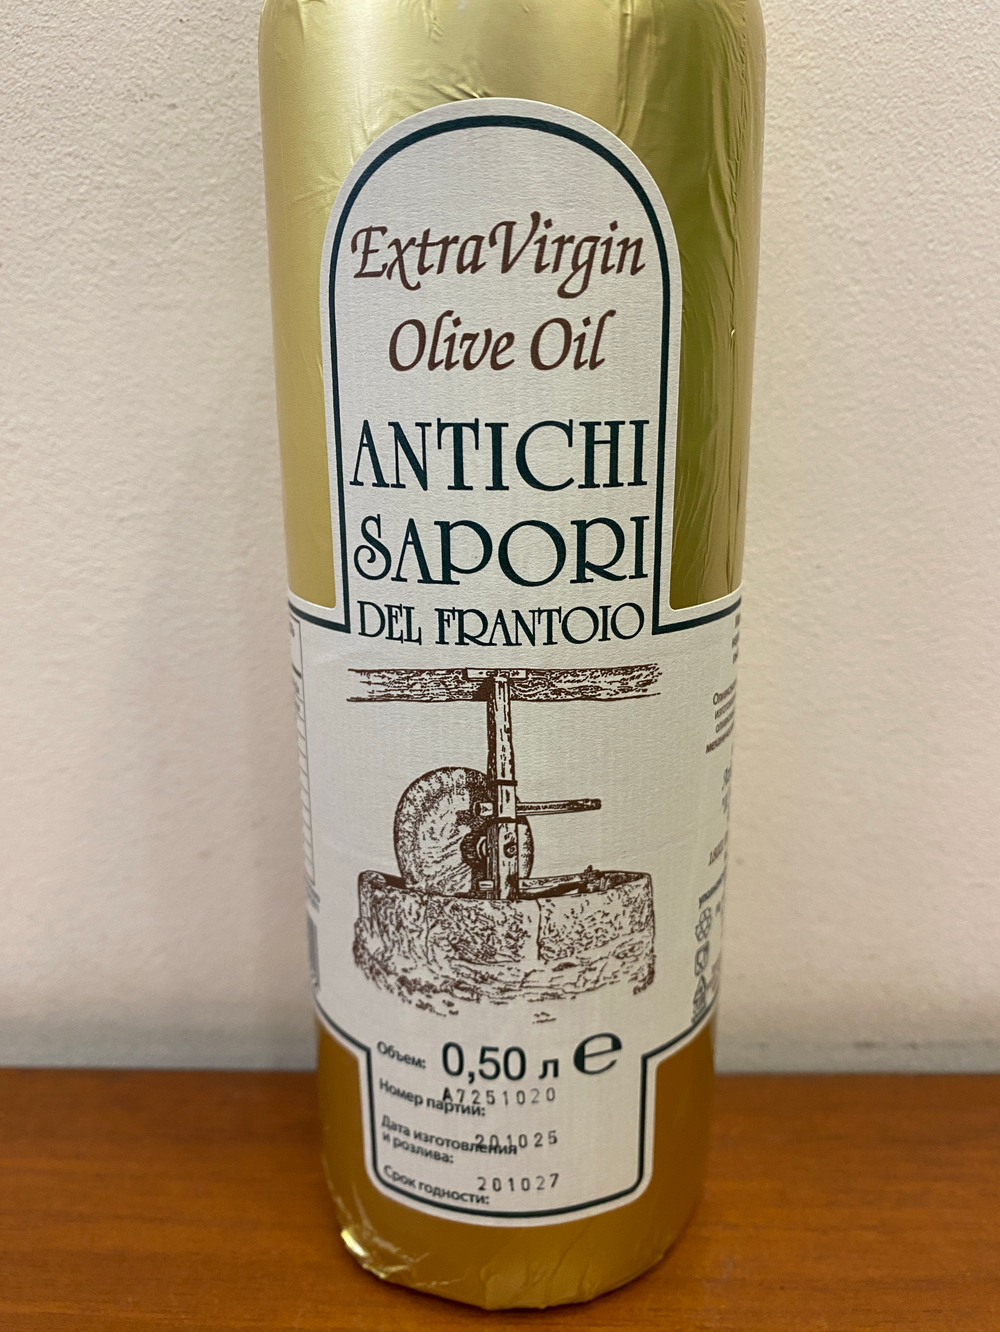 Extra Virgin
Olive Oil
ANTICHI
SAPORI
DEL FRANTOIO
Объем: 0,50 л e
Номер партии: A7251020
Дата изготовления
и розлива: 201025
Срок годности: 201027